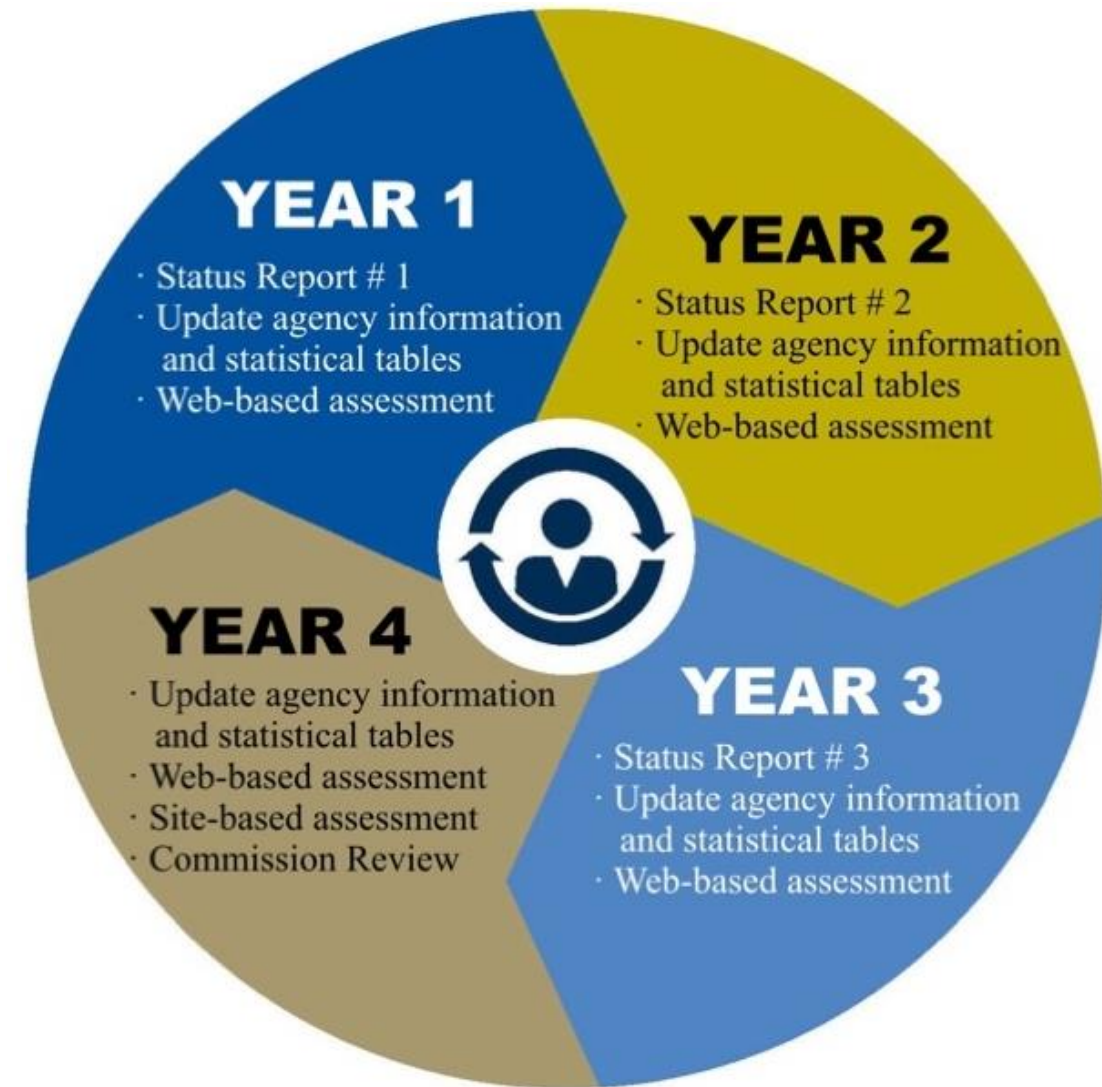 YEAR 1
· Status Report # 1
· Update agency information
and statistical tables
· Web-based assessment
YEAR 2
· Status Report # 2
· Update agency information
and statistical tables
· Web-based assessment
YEAR 3
· Status Report # 3
· Update agency information
and statistical tables
· Web-based assessment
YEAR 4
· Update agency information
and statistical tables
· Web-based assessment
· Site-based assessment
· Commission Review